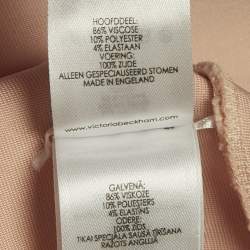 HOOFDDEEL:
86% VISCOSE
10% POLYESTER
4% ELASTAAN
VOERING:
100% ZIJDE
ALLEEN GESPECIALISEERD STOMEN
MADE IN ENGELAND
www.victoriabeckham.com
GALVENĀ:
86% VISKOZE
10% POLIESTERS
4% ELASTĪNS
ODERE:
100% ZĪDS
TIKAI SPECIĀLA SAUSĀ TĪRĪŠANA
RAŽOTS ANGLIJĀ